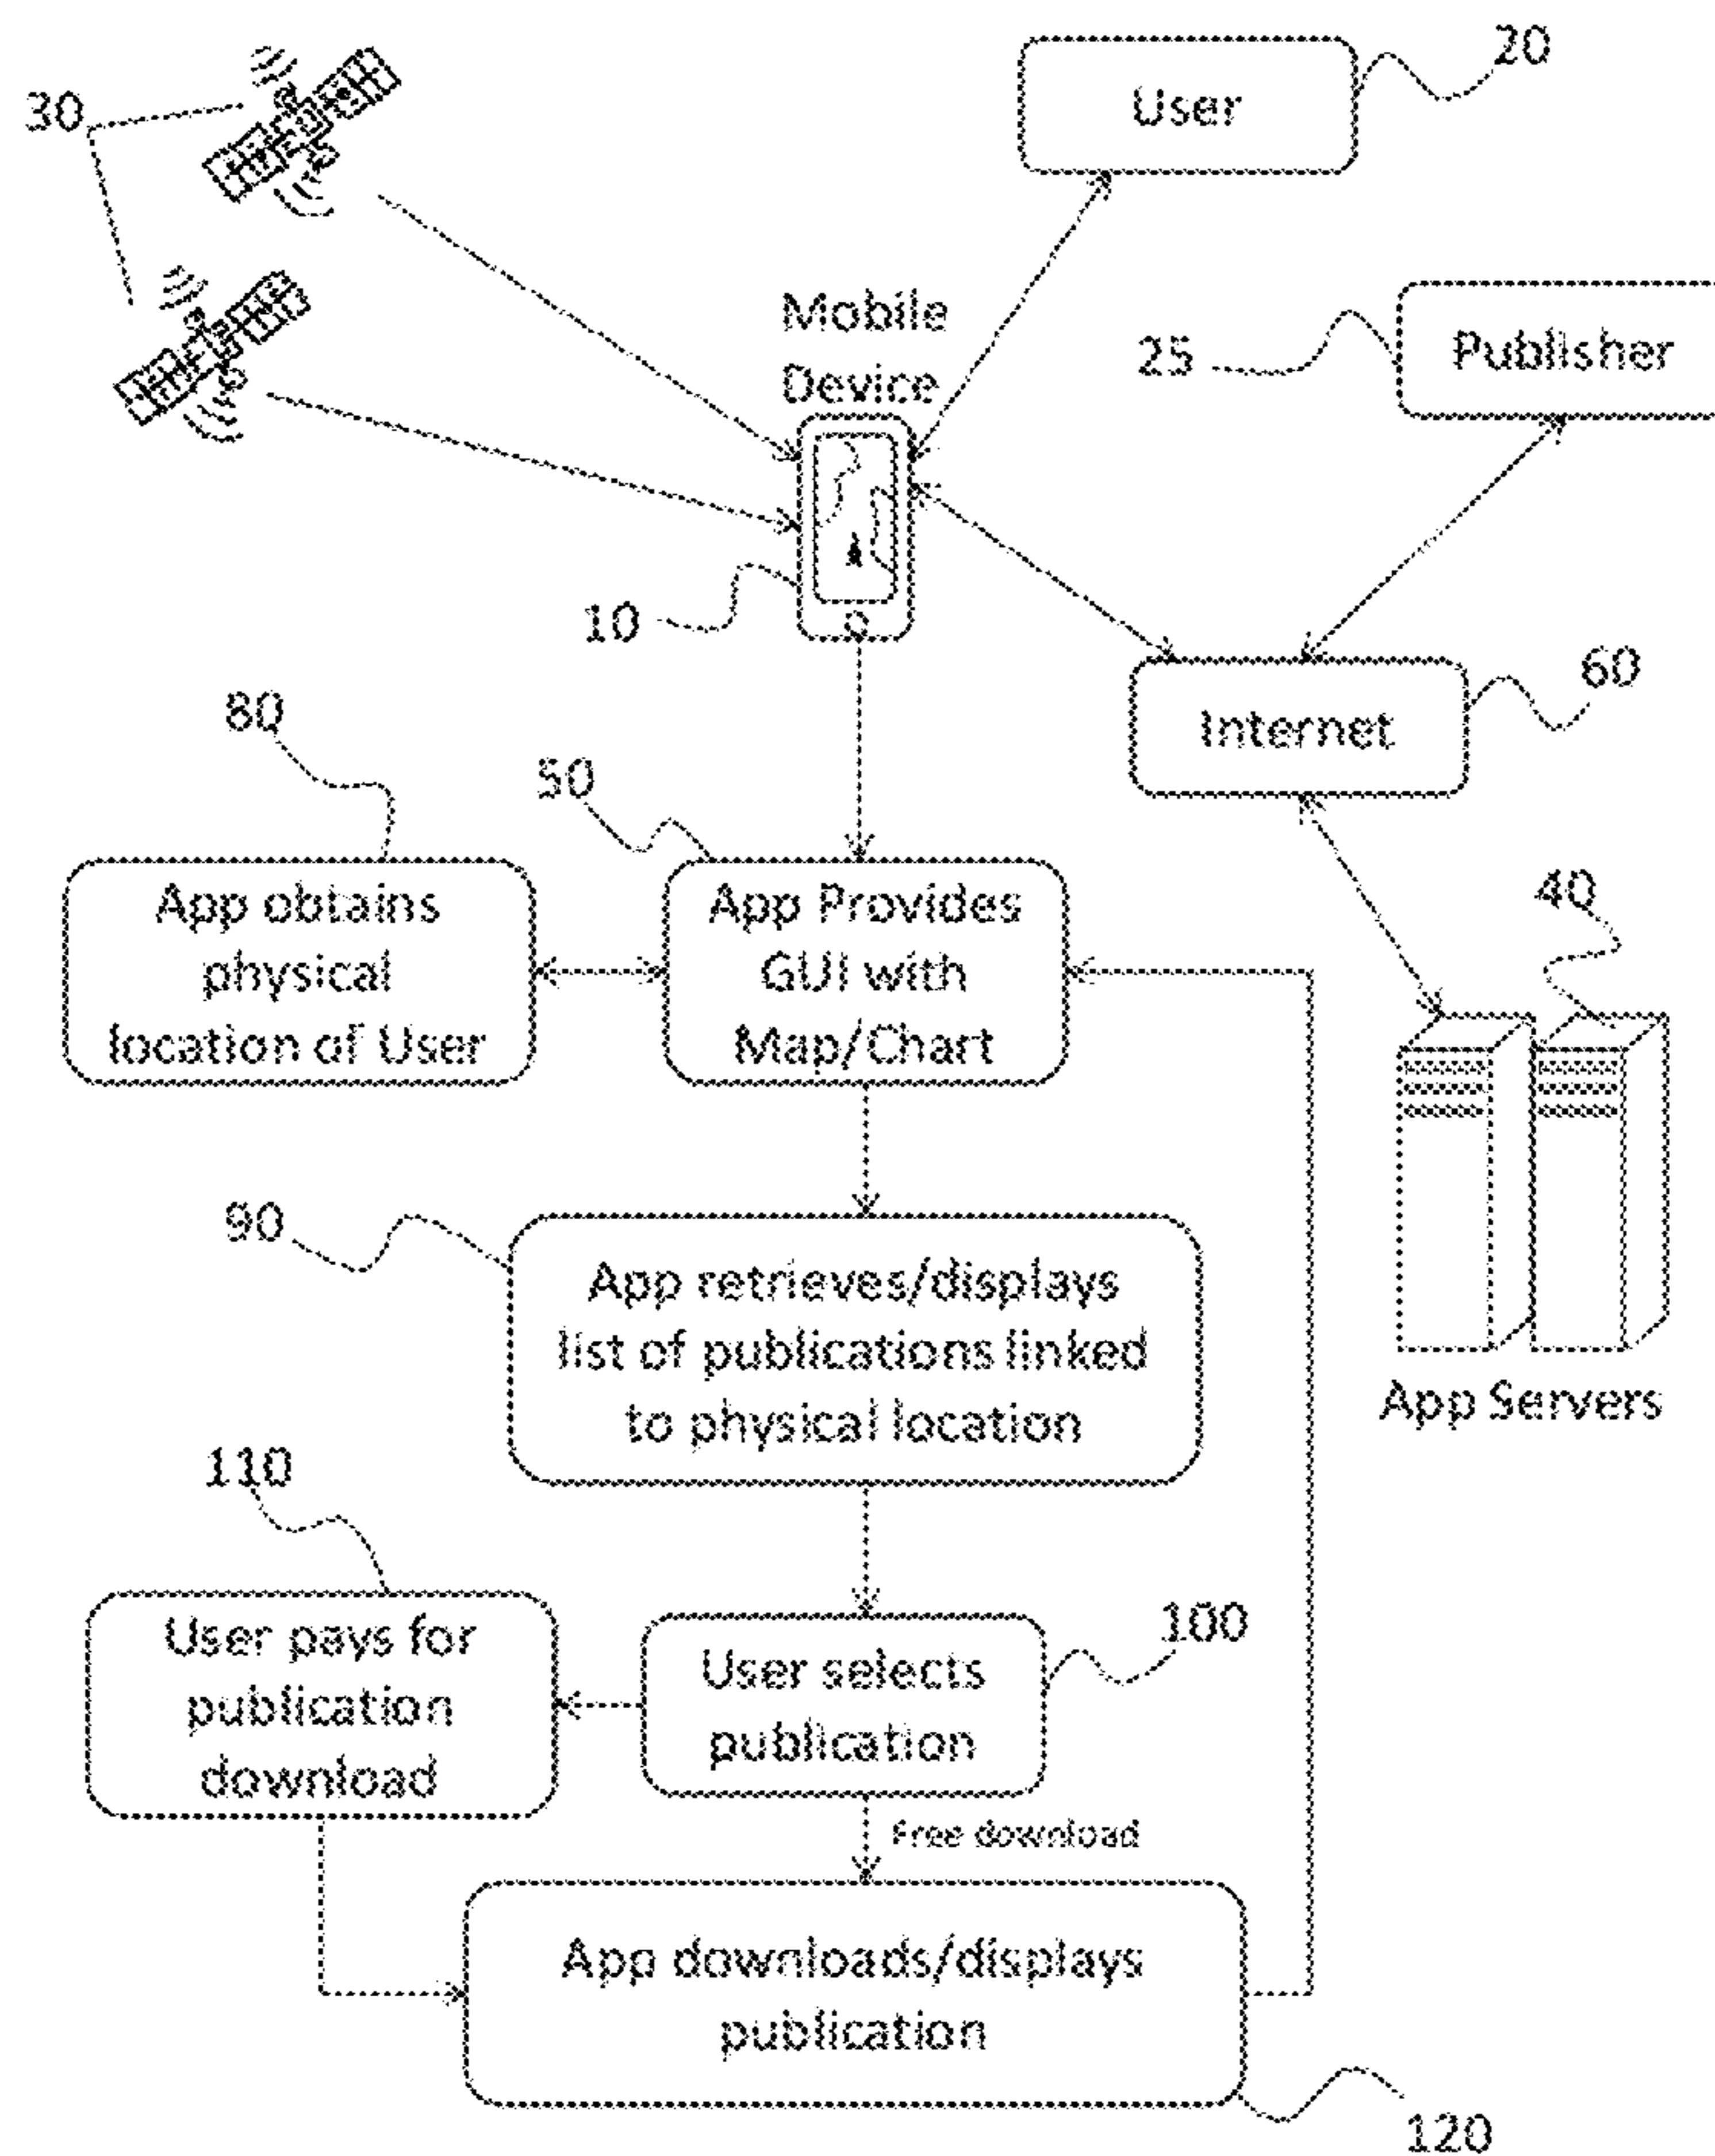 20
30
User
Mobile
Device
25
Publisher
10
60
Internet
80
50
40
App obtains
physical
location of User
App Provides
GUI with
Map/Chart
90
App retrieves/displays
list of publications linked
to physical location
App Servers
110
100
User pays for
publication
download
User selects
publication
Free download
App downloads/displays
publication
120